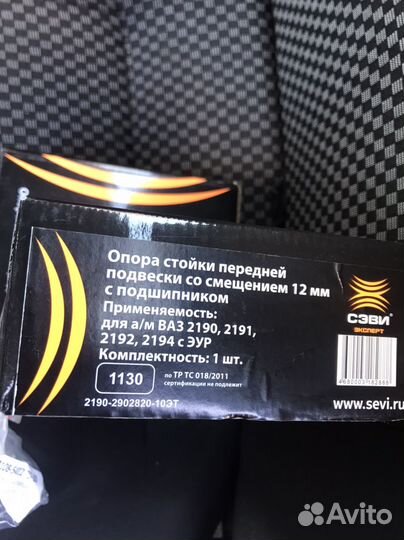 Опора стойки передней
подвески со смещением 12 мм
с подшипником
Применяемость:
для а/м ВАЗ 2190, 2191,
2192, 2194 с ЭУР
Комплектность: 1 шт.
1130
по ТР ТС 018/2011
сертификации не подлежит
2190-2902820-10ЭТ
СЭВИ
ЭКСПЕРТ
www.sevi.r
Avito